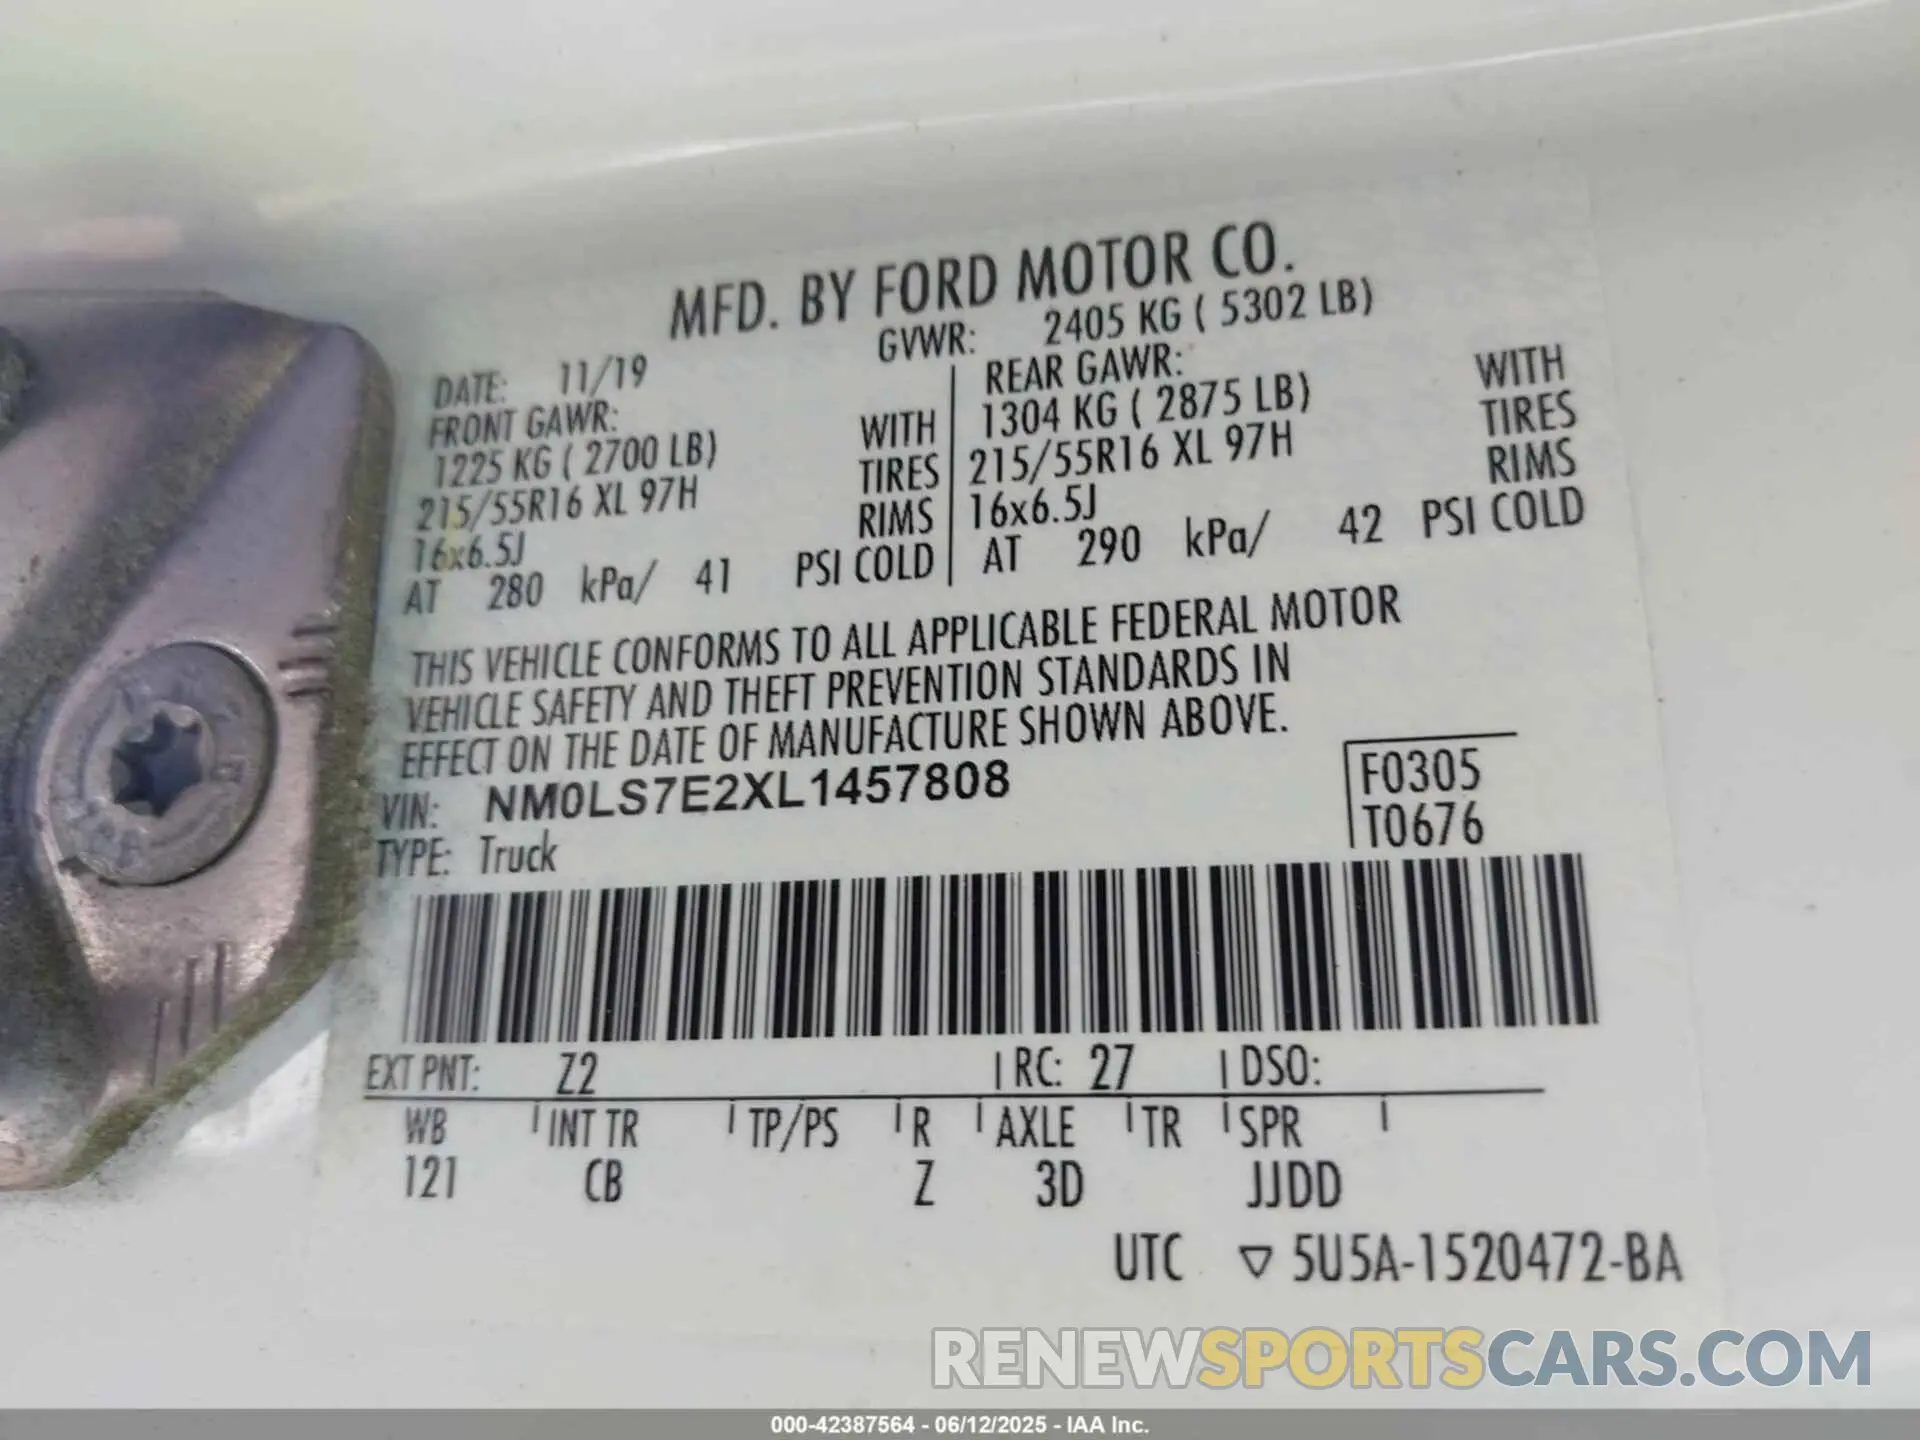 MFD. BY FORD MOTOR CO.
DATE: 11/19 GVWR: 2405 KG ( 5302 LB)
FRONT GAWR: REAR GAWR:
1225 KG ( 2700 LB) WITH 1304 KG ( 2875 LB) WITH
215/55R16 XL 97H TIRES 215/55R16 XL 97H TIRES
16x6.5J RIMS 16x6.5J RIMS
AT 280 kPa/ 41 PSI COLD AT 290 kPa/ 42 PSI COLD
THIS VEHICLE CONFORMS TO ALL APPLICABLE FEDERAL MOTOR
VEHICLE SAFETY AND THEFT PREVENTION STANDARDS IN
EFFECT ON THE DATE OF MANUFACTURE SHOWN ABOVE.
VIN: NM0LS7E2XL1457808 F0305
TYPE: Truck T0676
EXT PNT: Z2 RC: 27 DSO:
WB INT TR TP/PS R AXLE TR SPR
121 CB Z 3D JJDD
UTC ▽ 5U5A-1520472-BA
RENEWSPORTSCARS.COM
000-42387564 - 06/12/2025 - IAA Inc.